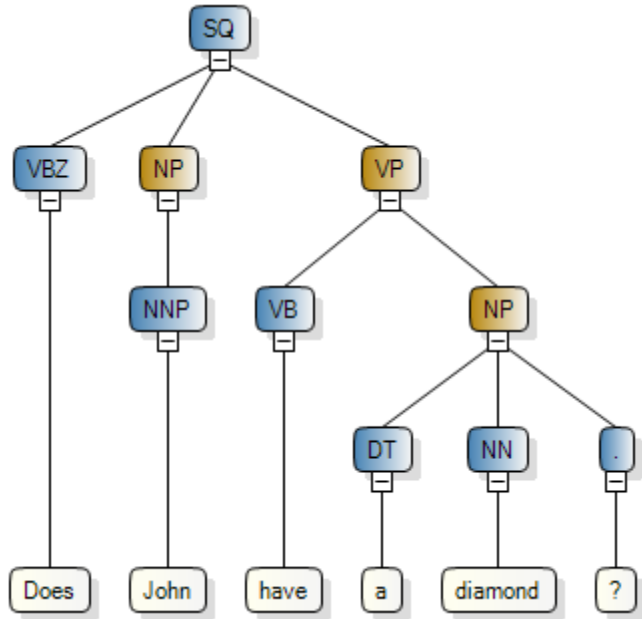 SQ
VBZ NP VP
NNP VB NP
DT NN .
Does John have a diamond ?